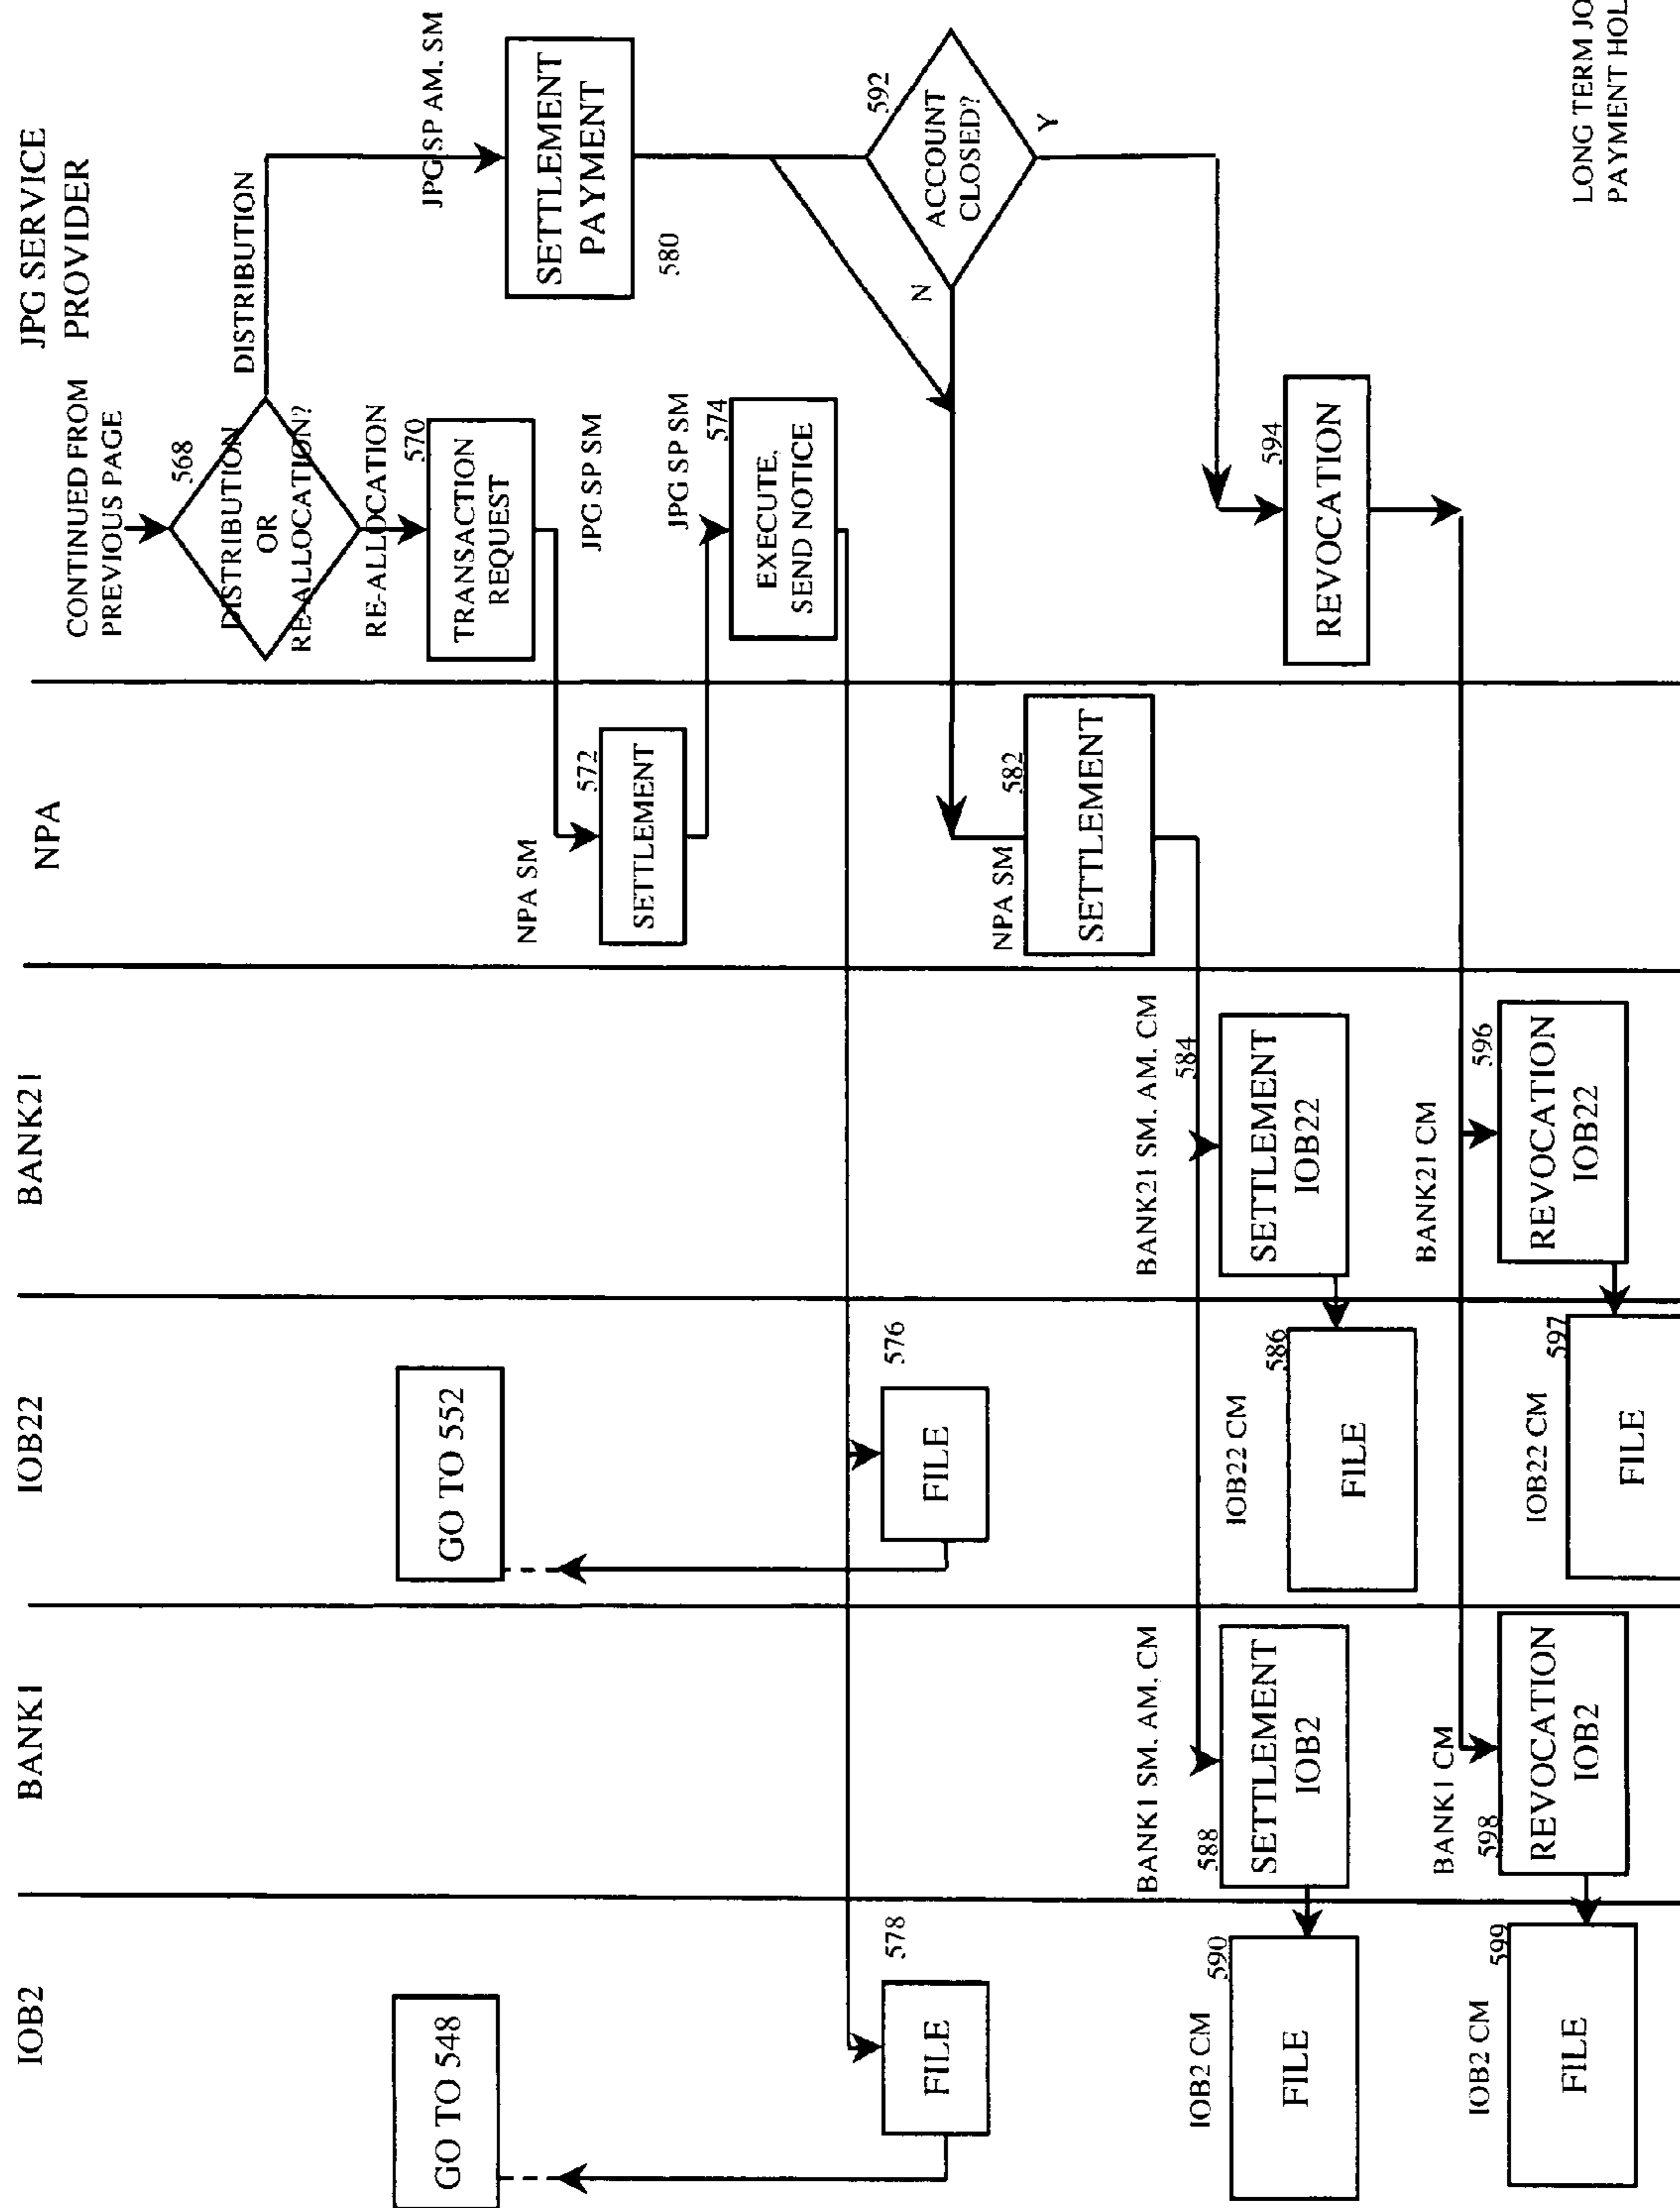 IOB2
BANK1
IOB22
BANK21
NPA
JPG SERVICE
PROVIDER
CONTINUED FROM
PREVIOUS PAGE
568
DISTRIBUTION
OR
RE-ALLOCATION?
DISTRIBUTION
RE-ALLOCATION
570
TRANSACTION
REQUEST
JPG SP AM, SM
SETTLEMENT
PAYMENT
580
GO TO 548
GO TO 552
NPA SM
572
SETTLEMENT
JPG SP SM
JPG SP SM
574
EXECUTE,
SEND NOTICE
578
FILE
576
FILE
592
ACCOUNT
CLOSED?
N
Y
NPA SM
582
SETTLEMENT
BANK21 SM, AM, CM
584
SETTLEMENT
IOB22
IOB22 CM
586
FILE
BANK1 SM, AM, CM
588
SETTLEMENT
IOB2
IOB2 CM
590
FILE
594
REVOCATION
BANK21 CM
596
REVOCATION
IOB22
IOB22 CM
597
FILE
BANK1 CM
598
REVOCATION
IOB2
IOB2 CM
599
FILE
LONG TERM
PAYMENT